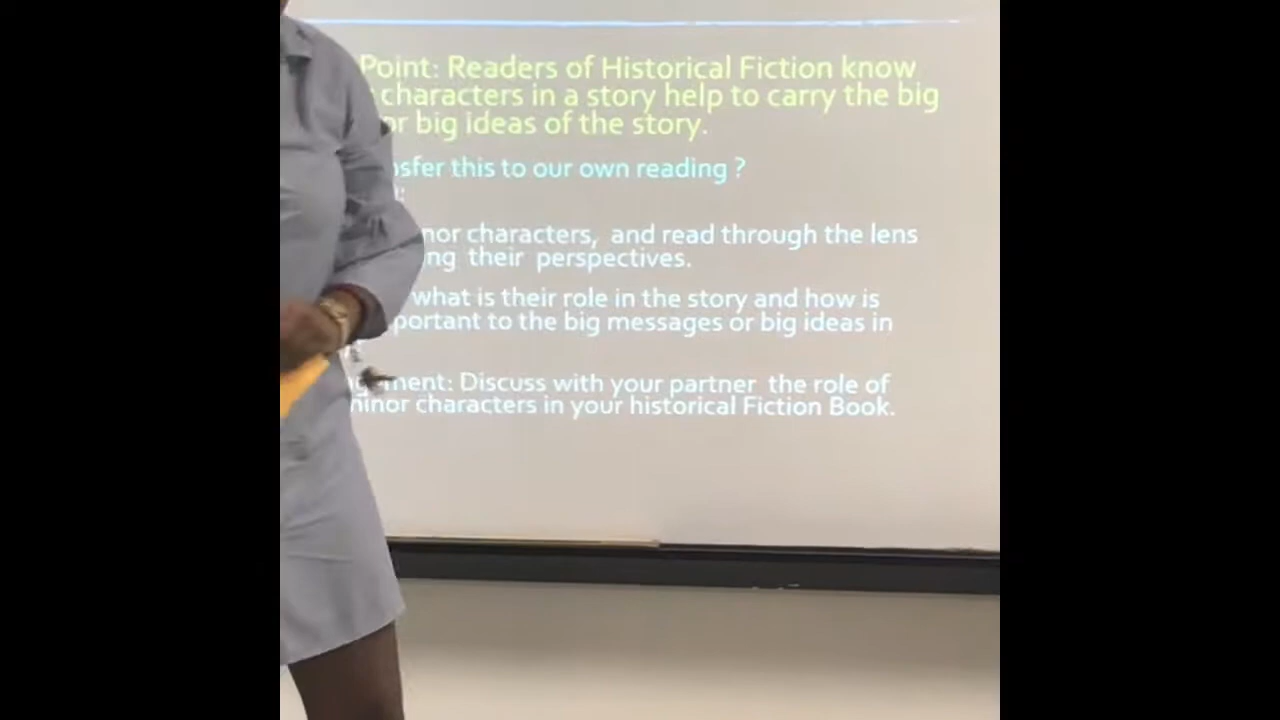 Point: Readers of Historical Fiction know
characters in a story help to carry the big
or big ideas of the story.
this to our own reading ?
characters, and read through the lens
their perspectives.
what is their role in the story and how is
to the big messages or big ideas in
Discuss with your partner the role of
characters in your historical Fiction Book.